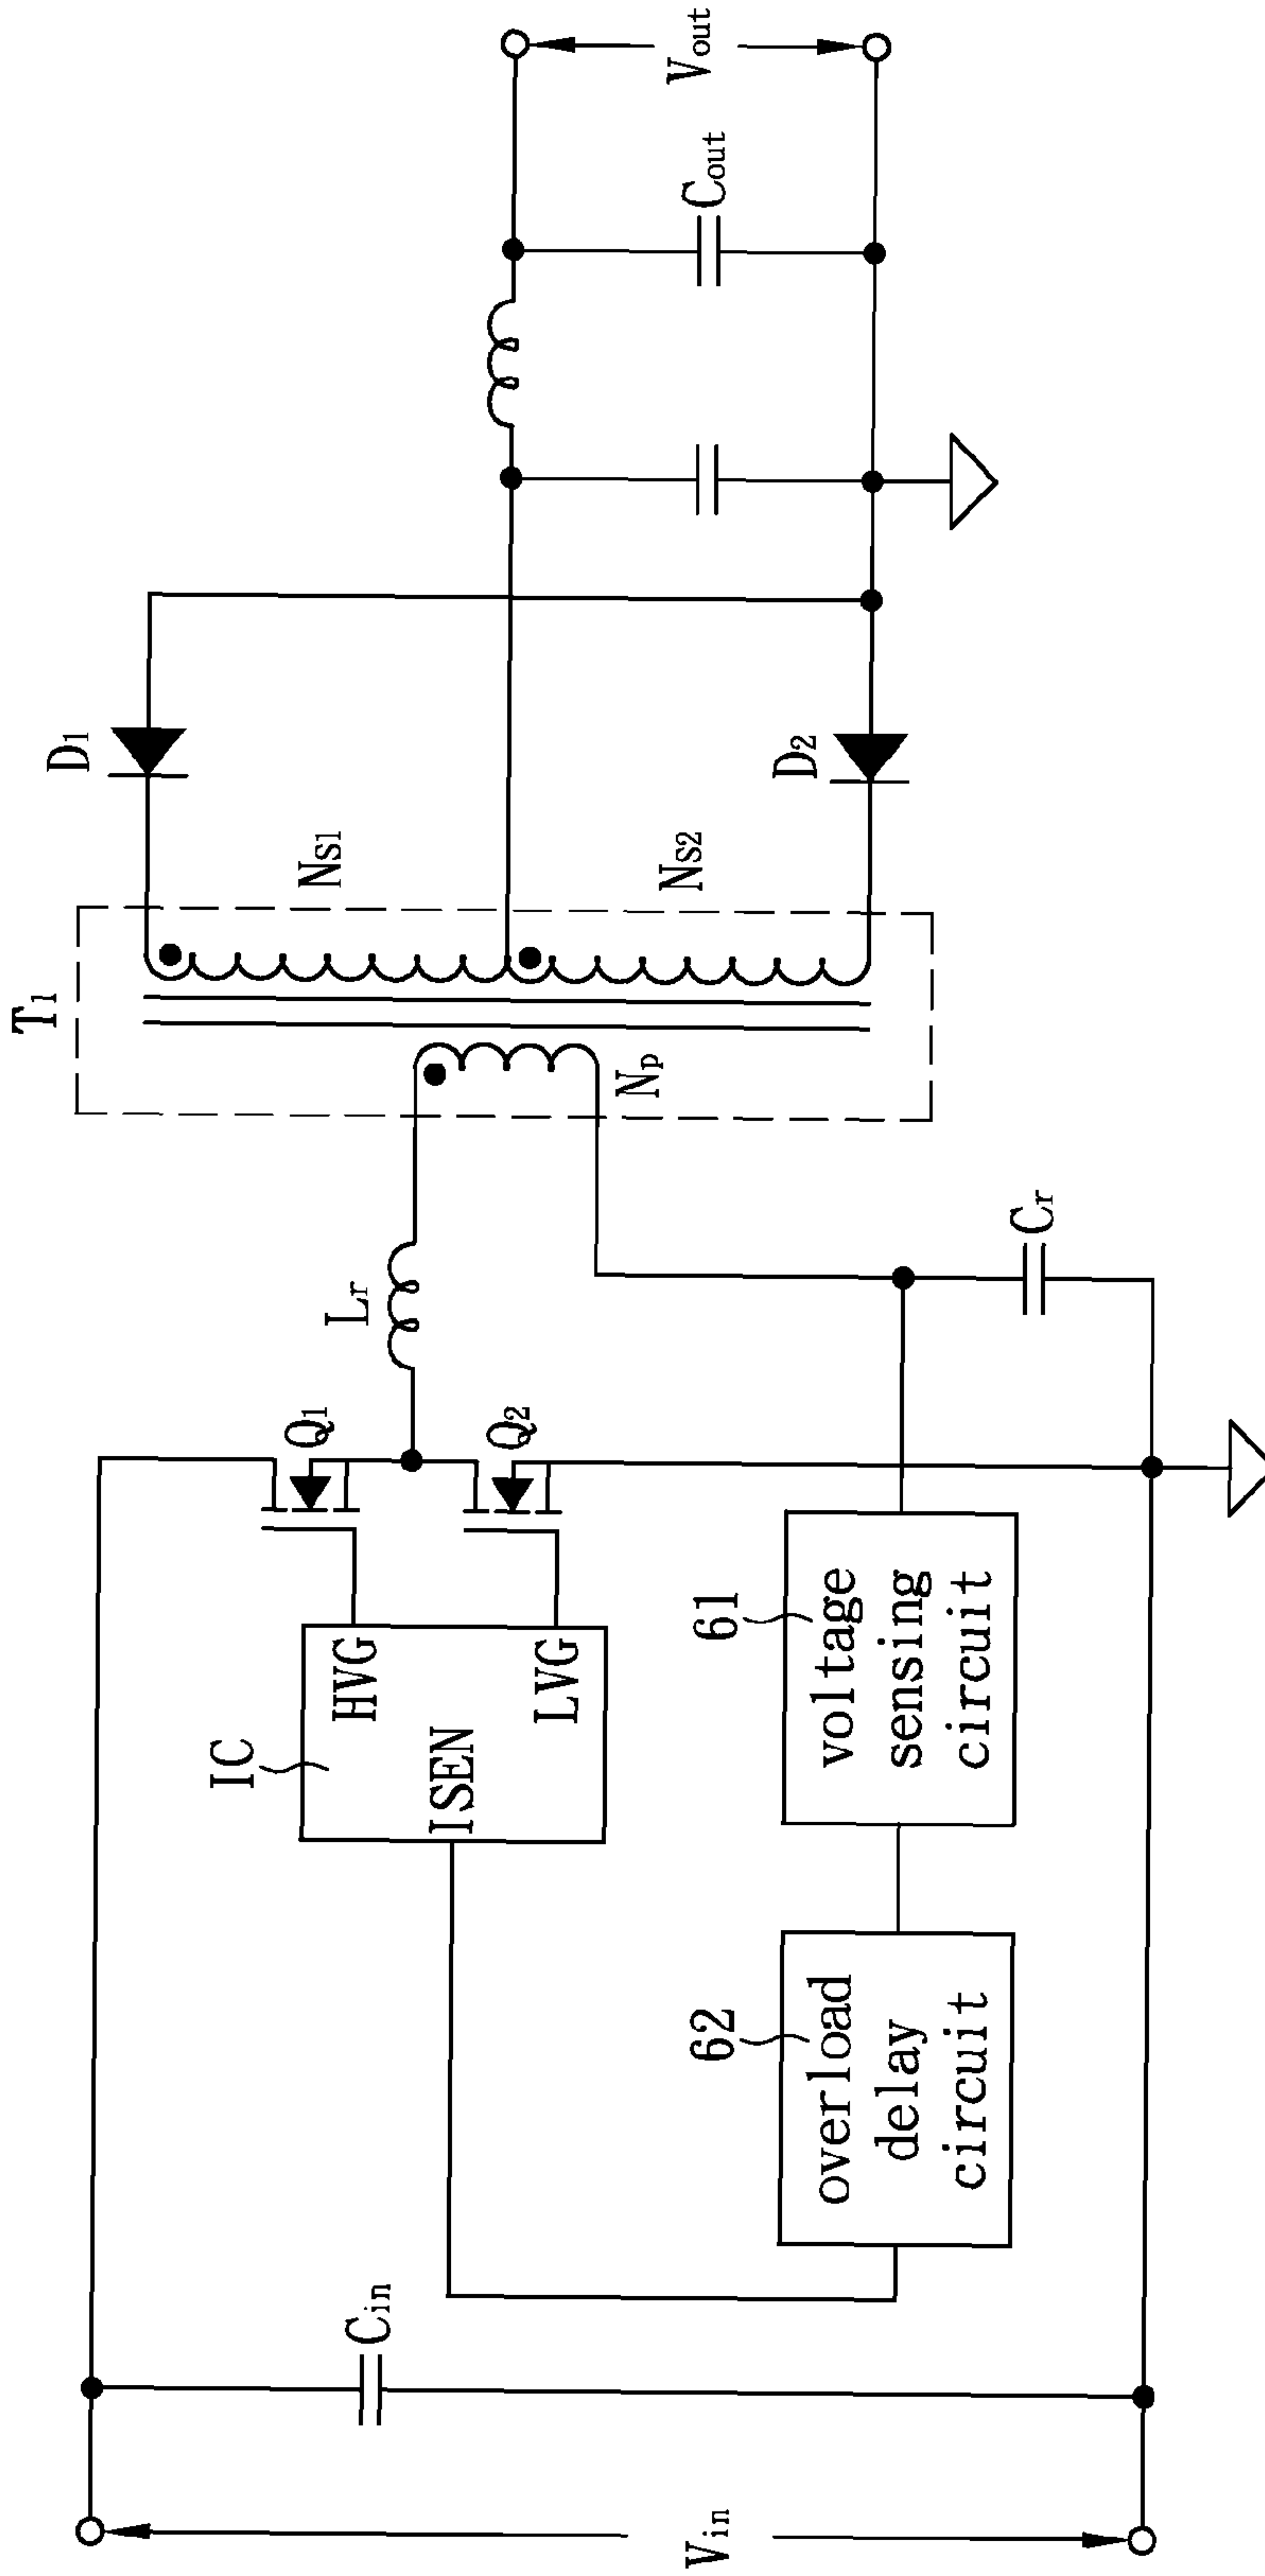 T1
D1
NS1
Vout
Lr
Q1
Cout
IC
HVG
Q2
Np
NS2
ISEN
LVG
D2
Cin
62
overload
delay
circuit
61
voltage
sensing
circuit
Cr
Vin